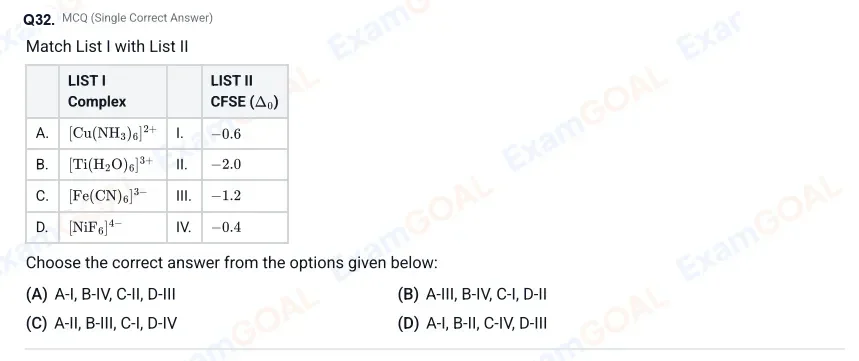 Q32. MCQ (Single Correct Answer)
Match List I with List II
LIST I Complex LIST II CFSE (Δ₀)
A. [Cu(NH₃)₆]²⁺ I. −0.6
B. [Ti(H₂O)₆]³⁺ II. −2.0
C. [Fe(CN)₆]³⁻ III. −1.2
D. [NiF₆]⁴⁻ IV. −0.4
Choose the correct answer from the options given below:
(A) A-I, B-IV, C-II, D-III (B) A-III, B-IV, C-I, D-II
(C) A-II, B-III, C-I, D-IV (D) A-I, B-II, C-IV, D-III
ExamGOAL